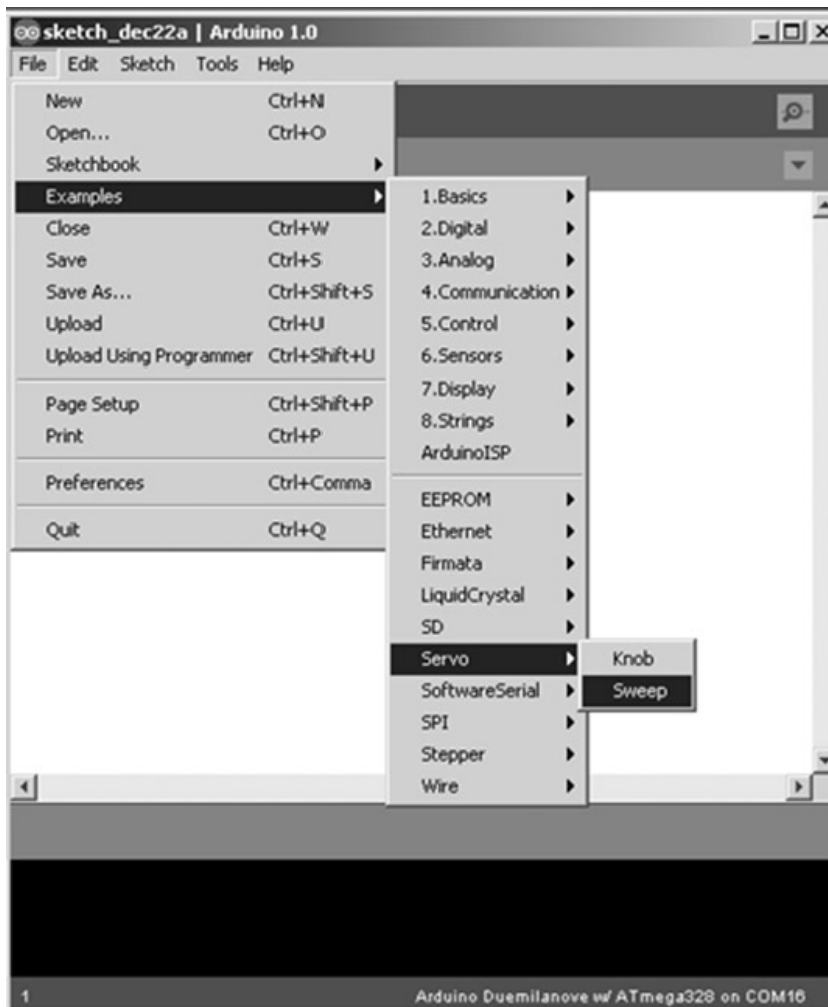 sketch_dec22a | Arduino 1.0
File Edit Sketch Tools Help
New Ctrl+N
Open... Ctrl+O
Sketchbook
Examples
Close Ctrl+W
Save Ctrl+S
Save As... Ctrl+Shift+S
Upload Ctrl+U
Upload Using Programmer Ctrl+Shift+U
Page Setup Ctrl+Shift+P
Print Ctrl+P
Preferences Ctrl+Comma
Quit Ctrl+Q
1.Basics
2.Digital
3.Analog
4.Communication
5.Control
6.Sensors
7.Display
8.Strings
ArduinoISP
EEPROM
Ethernet
Firmata
LiquidCrystal
SD
Servo
SoftwareSerial
SPI
Stepper
Wire
Knob
Sweep
1 Arduino Duemilanove w/ ATmega328 on COM16